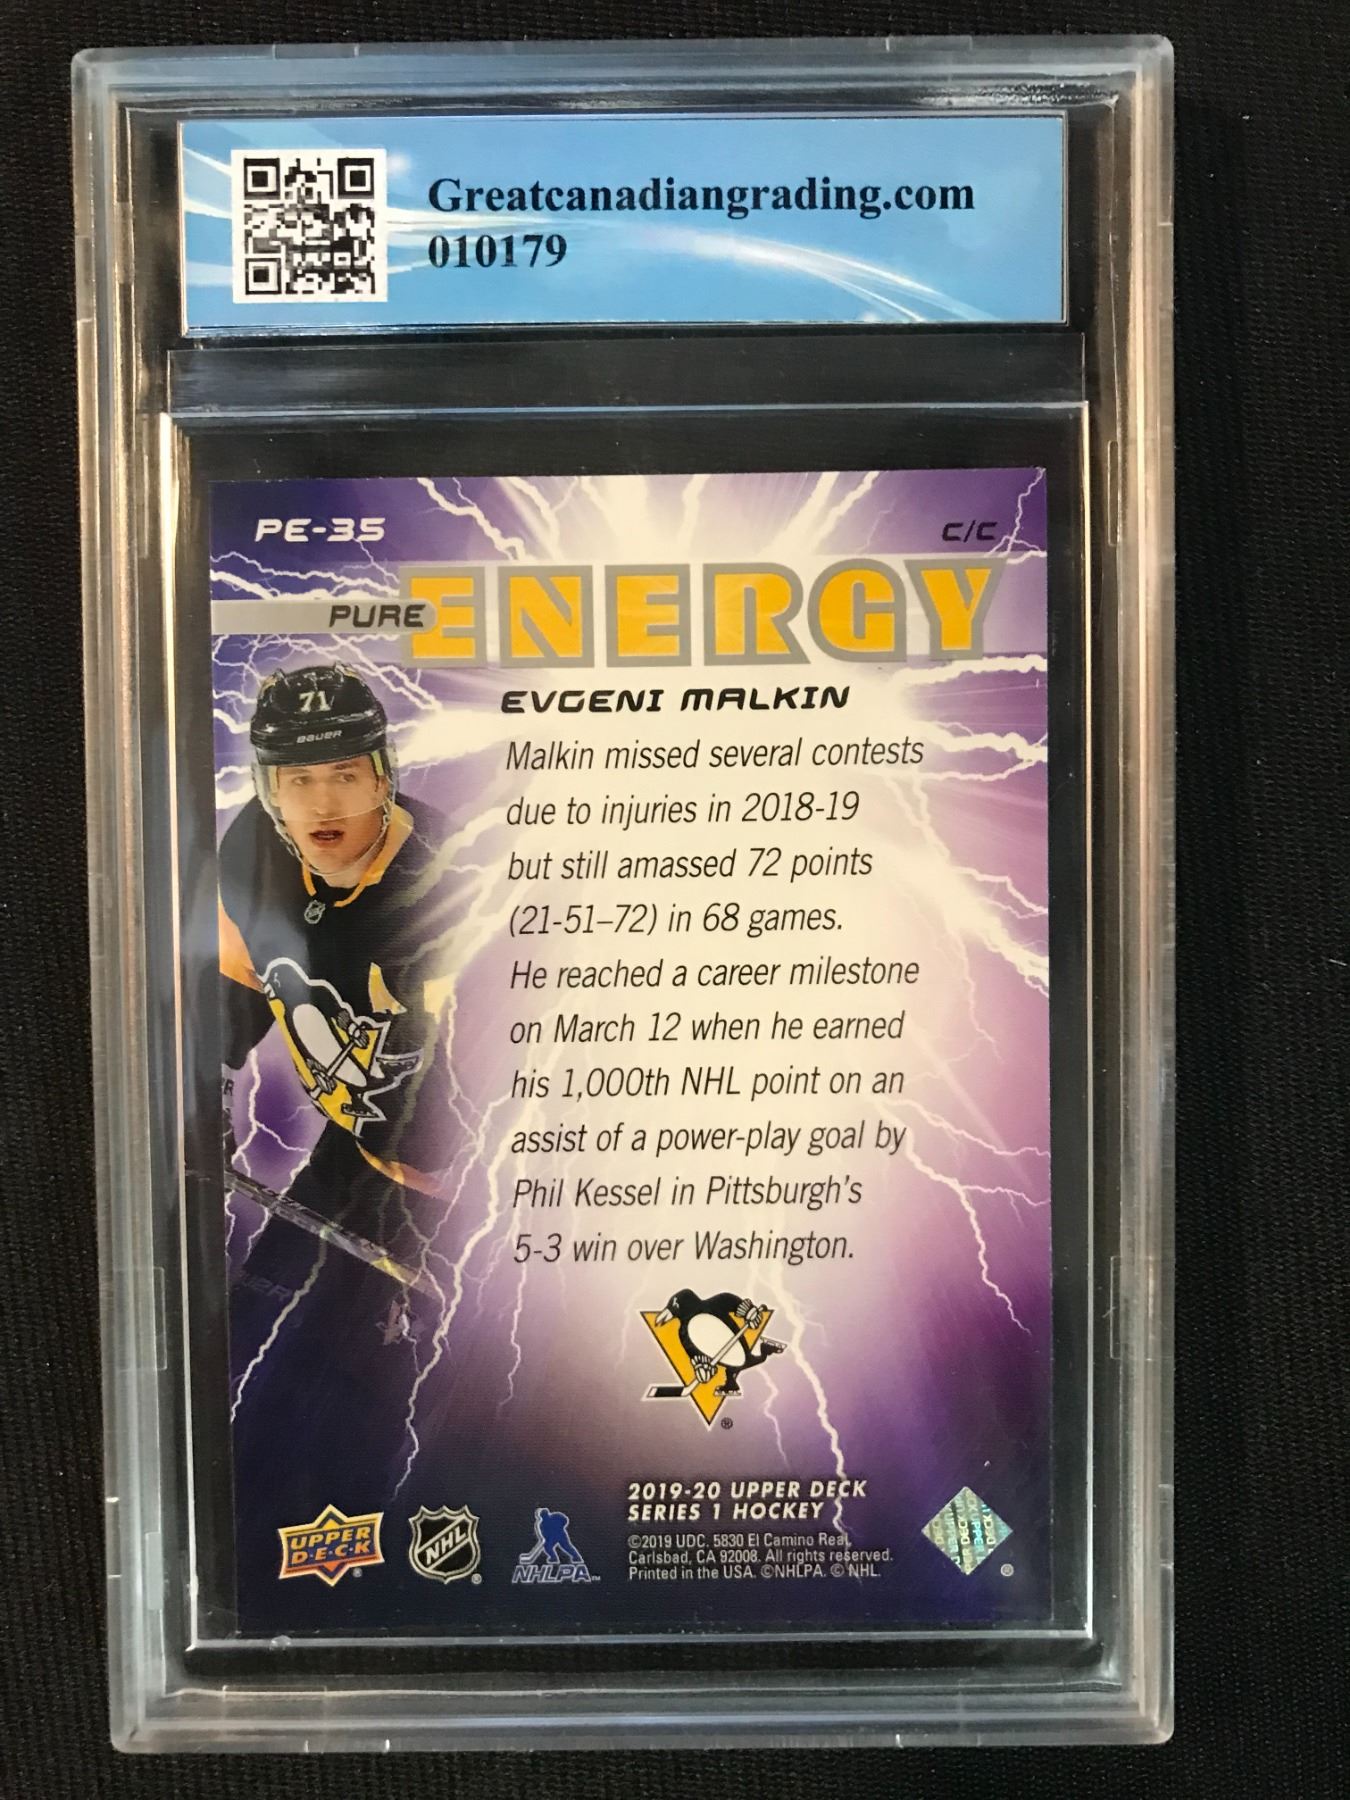 Greatcanadiangrading.com
010179
PE-35
C/C
PURE ENERGY
EVGENI MALKIN
71
BAUER
Malkin missed several contests
due to injuries in 2018-19
but still amassed 72 points
(21-51–72) in 68 games.
He reached a career milestone
on March 12 when he earned
his 1,000th NHL point on an
assist of a power-play goal by
Phil Kessel in Pittsburgh's
5-3 win over Washington.
®
2019-20 UPPER DECK
SERIES 1 HOCKEY
©2019 UDC. 5830 El Camino Real,
Carlsbad, CA 92008. All rights reserved.
Printed in the USA. ©NHLPA. © NHL.
UPPER
D·E·C·K ®
NHL ®
NHLPA™
UPPER DECK
®